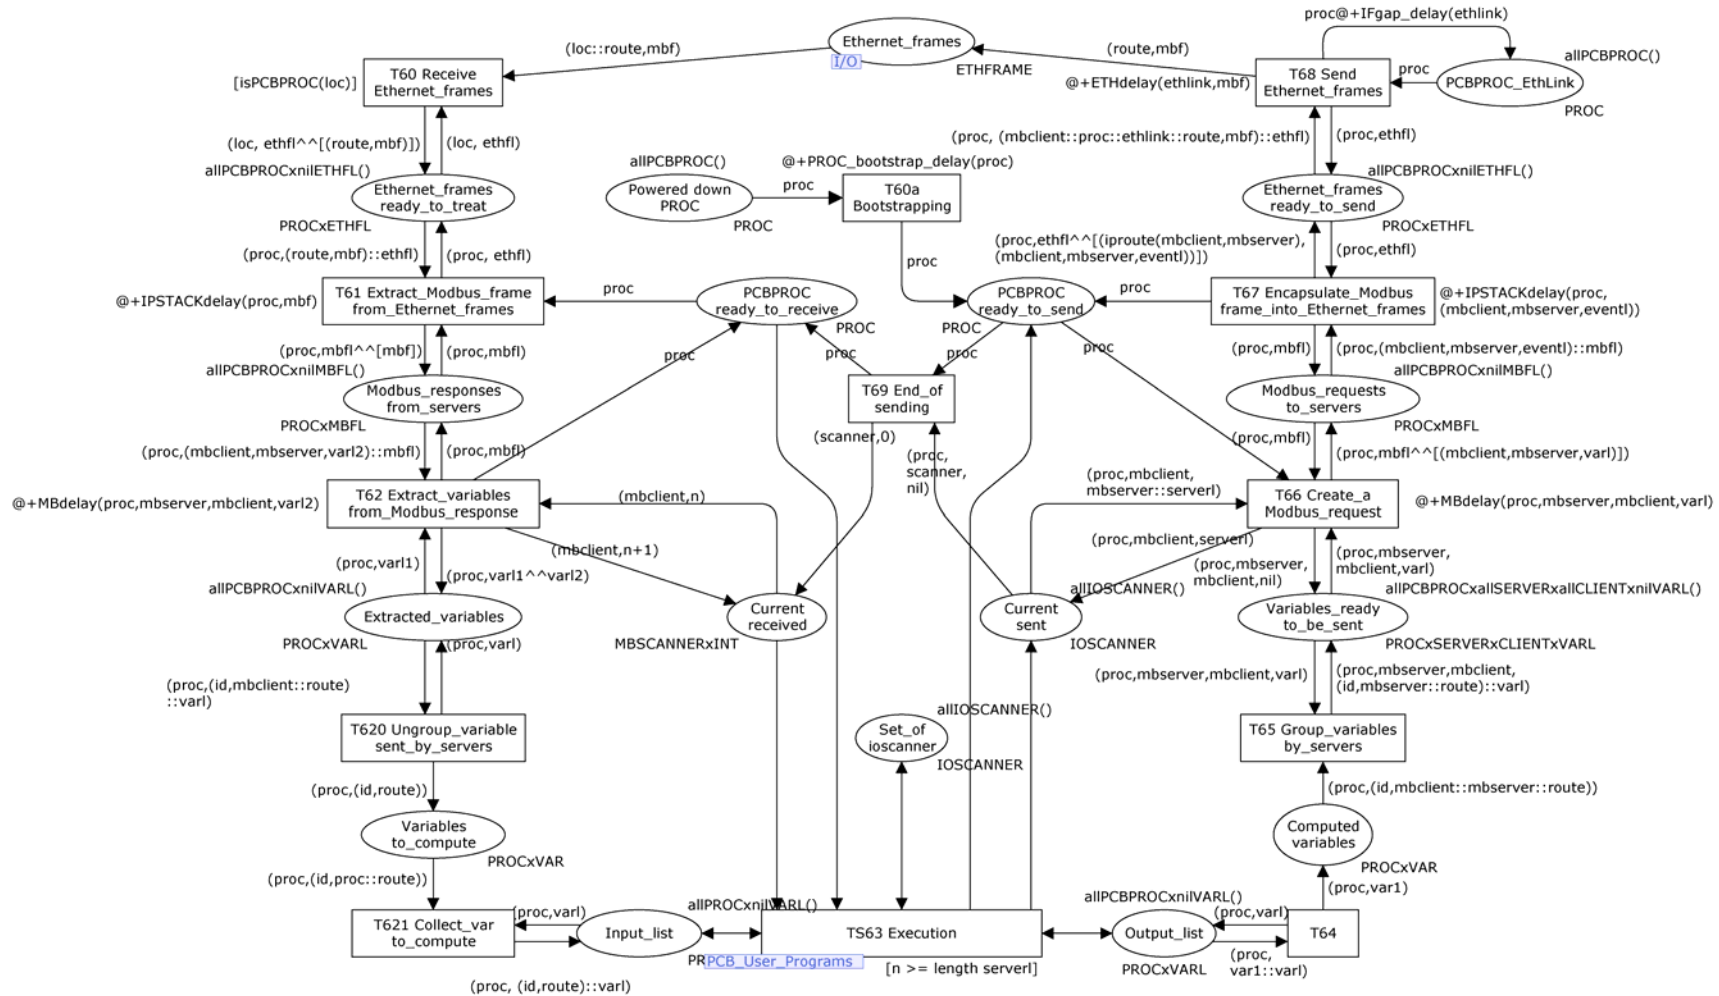 proc@+IFgap_delay(ethlink)
Ethernet_frames
I/O
ETHFRAME
(loc::route,mbf)
(route,mbf)
allPCBPROC()
[isPCBPROC(loc)]
T60 Receive
Ethernet_frames
@+ETHdelay(ethlink,mbf)
T68 Send
Ethernet_frames
proc
PCBPROC_EthLink
PROC
(loc, ethfl^^[(route,mbf)])
(loc, ethfl)
(proc, (mbclient::proc::ethlink::route,mbf)::ethfl)
(proc,ethfl)
allPCBPROCxnilETHFL()
allPCBPROC()
@+PROC_bootstrap_delay(proc)
allPCBPROCxnilETHFL()
Ethernet_frames
ready_to_treat
Powered down
PROC
proc
T60a
Bootstrapping
Ethernet_frames
ready_to_send
PROCxETHFL
PROC
PROCxETHFL
(proc,(route,mbf)::ethfl)
(proc, ethfl)
proc
(proc,ethfl^^[(iproute(mbclient,mbserver),
(mbclient,mbserver,eventl))])
(proc,ethfl)
@+IPSTACKdelay(proc,mbf)
T61 Extract_Modbus_frame
from_Ethernet_frames
proc
PCBPROC
ready_to_receive
PCBPROC
ready_to_send
proc
T67 Encapsulate_Modbus
frame_into_Ethernet_frames
@+IPSTACKdelay(proc,
(mbclient,mbserver,eventl))
PROC
PROC
(proc,mbfl^^[mbf])
(proc,mbfl)
proc
proc
proc
proc
(proc,mbfl)
(proc,(mbclient,mbserver,eventl)::mbfl)
allPCBPROCxnilMBFL()
allPCBPROCxnilMBFL()
Modbus_responses
from_servers
T69 End_of
sending
Modbus_requests
to_servers
PROCxMBFL
PROCxMBFL
(proc,(mbclient,mbserver,varl2)::mbfl)
(proc,mbfl)
(scanner,0)
(proc,
scanner,
nil)
(proc,mbfl)
(proc,mbfl^^[(mbclient,mbserver,varl)])
@+MBdelay(proc,mbserver,mbclient,varl2)
T62 Extract_variables
from_Modbus_response
(mbclient,n)
(proc,mbclient,
mbserver::serverl)
T66 Create_a
Modbus_request
@+MBdelay(proc,mbserver,mbclient,varl)
(proc,varl1)
(proc,varl1^^varl2)
(mbclient,n+1)
(proc,mbclient,serverl)
(proc,mbserver,
mbclient,nil)
(proc,mbserver,
mbclient,varl)
allPCBPROCxnilVARL()
allIOSCANNER()
allPCBPROCxallSERVERxallCLIENTxnilVARL()
Extracted_variables
Current
received
Current
sent
Variables_ready
to_be_sent
PROCxVARL
(proc,varl)
MBSCANNERxINT
IOSCANNER
PROCxSERVERxCLIENTxVARL
(proc,(id,mbclient::route)
::varl)
(proc,mbserver,mbclient,varl)
(proc,mbserver,mbclient,
(id,mbserver::route)::varl)
allIOSCANNER()
T620 Ungroup_variable
sent_by_servers
Set_of
ioscanner
T65 Group_variables
by_servers
IOSCANNER
(proc,(id,route))
(proc,(id,mbclient::mbserver::route))
Variables
to_compute
Computed
variables
PROCxVAR
PROCxVAR
(proc,(id,proc::route))
(proc,var1)
allPROCxnilVARL()
allPCBPROCxnilVARL()
T621 Collect_var
to_compute
(proc,varl)
Input_list
TS63 Execution
Output_list
(proc,varl)
T64
PR
PCB_User_Programs
[n >= length serverl]
PROCxVARL
(proc,
var1::varl)
(proc, (id,route)::varl)